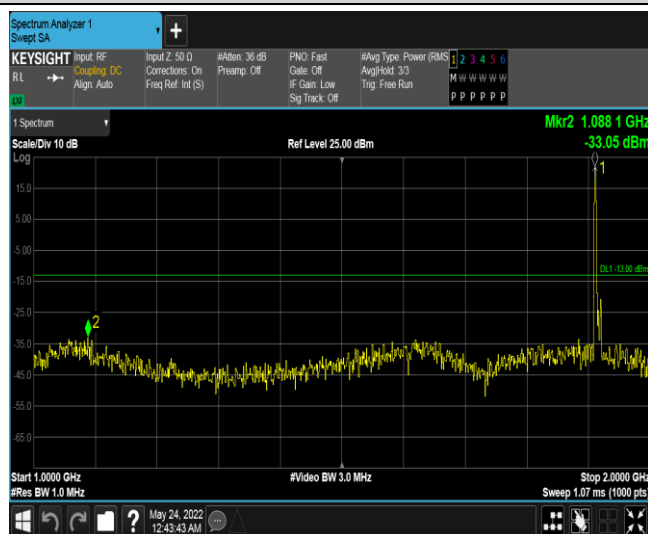 Spectrum Analyzer 1
Swept SA
+
KEYSIGHT Input: RF Input Z: 50 Ω #Atten: 36 dB PNO: Fast #Avg Type: Power (RMS 1 2 3 4 5 6
RL Coupling: DC Corrections: On Preamp: Off Gate: Off Avg|Hold: 3/3 M W W W W W
Align: Auto Freq Ref: Int (S) IF Gain: Low Trig: Free Run
Sig Track: Off P P P P P P
LXI
1 Spectrum Mkr2 1.088 1 GHz
Scale/Div 10 dB Ref Level 25.00 dBm -33.05 dBm
Log
1
15.0
5.00
-5.00
DL1 -13.00 dBm
-15.0
-25.0
2
-35.0
-45.0
-55.0
-65.0
Start 1.0000 GHz #Video BW 3.0 MHz Stop 2.0000 GHz
#Res BW 1.0 MHz Sweep 1.07 ms (1000 pts)
? May 24, 2022
12:43:43 AM